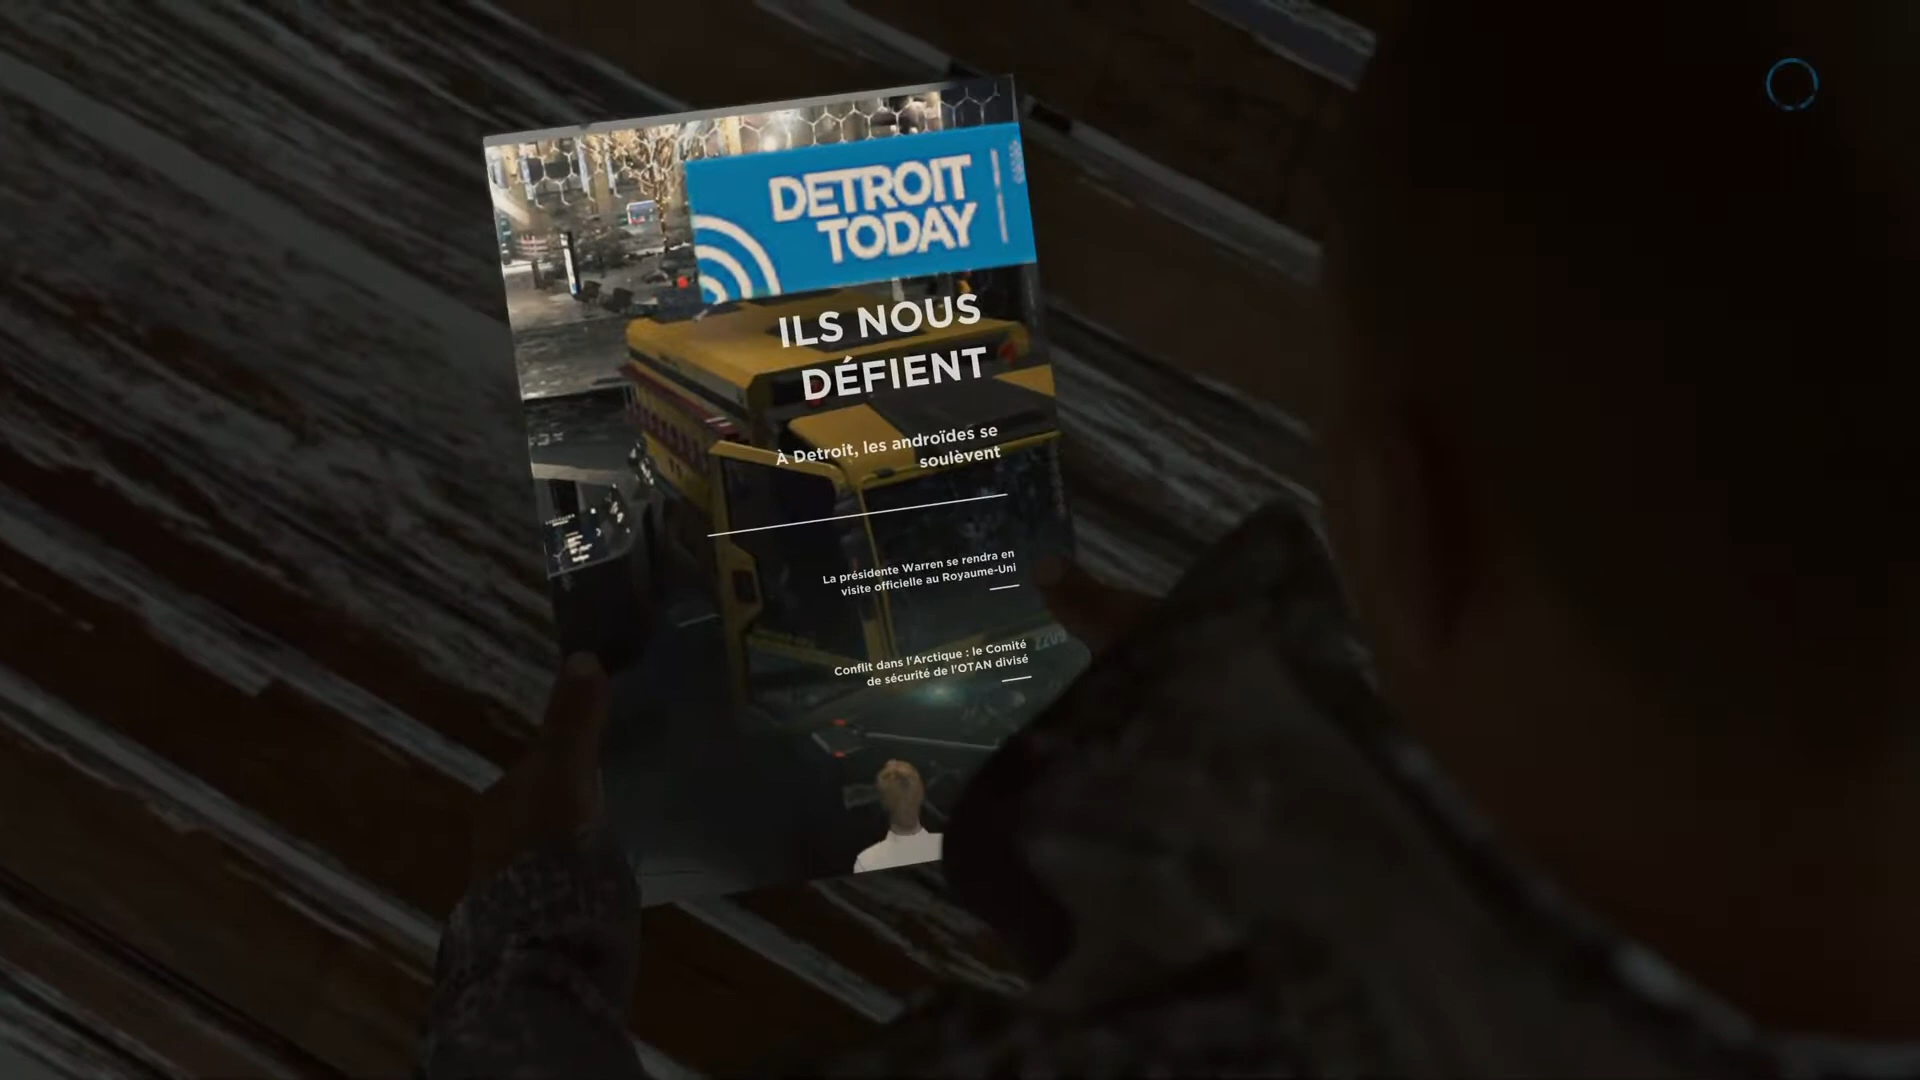 DETROIT
TODAY
ILS NOUS
DÉFIENT
À Detroit, les androïdes se
soulèvent
La présidente Warren se rendra en
visite officielle au Royaume-Uni
Conflit dans l'Arctique : le Comité
de sécurité de l'OTAN divisé